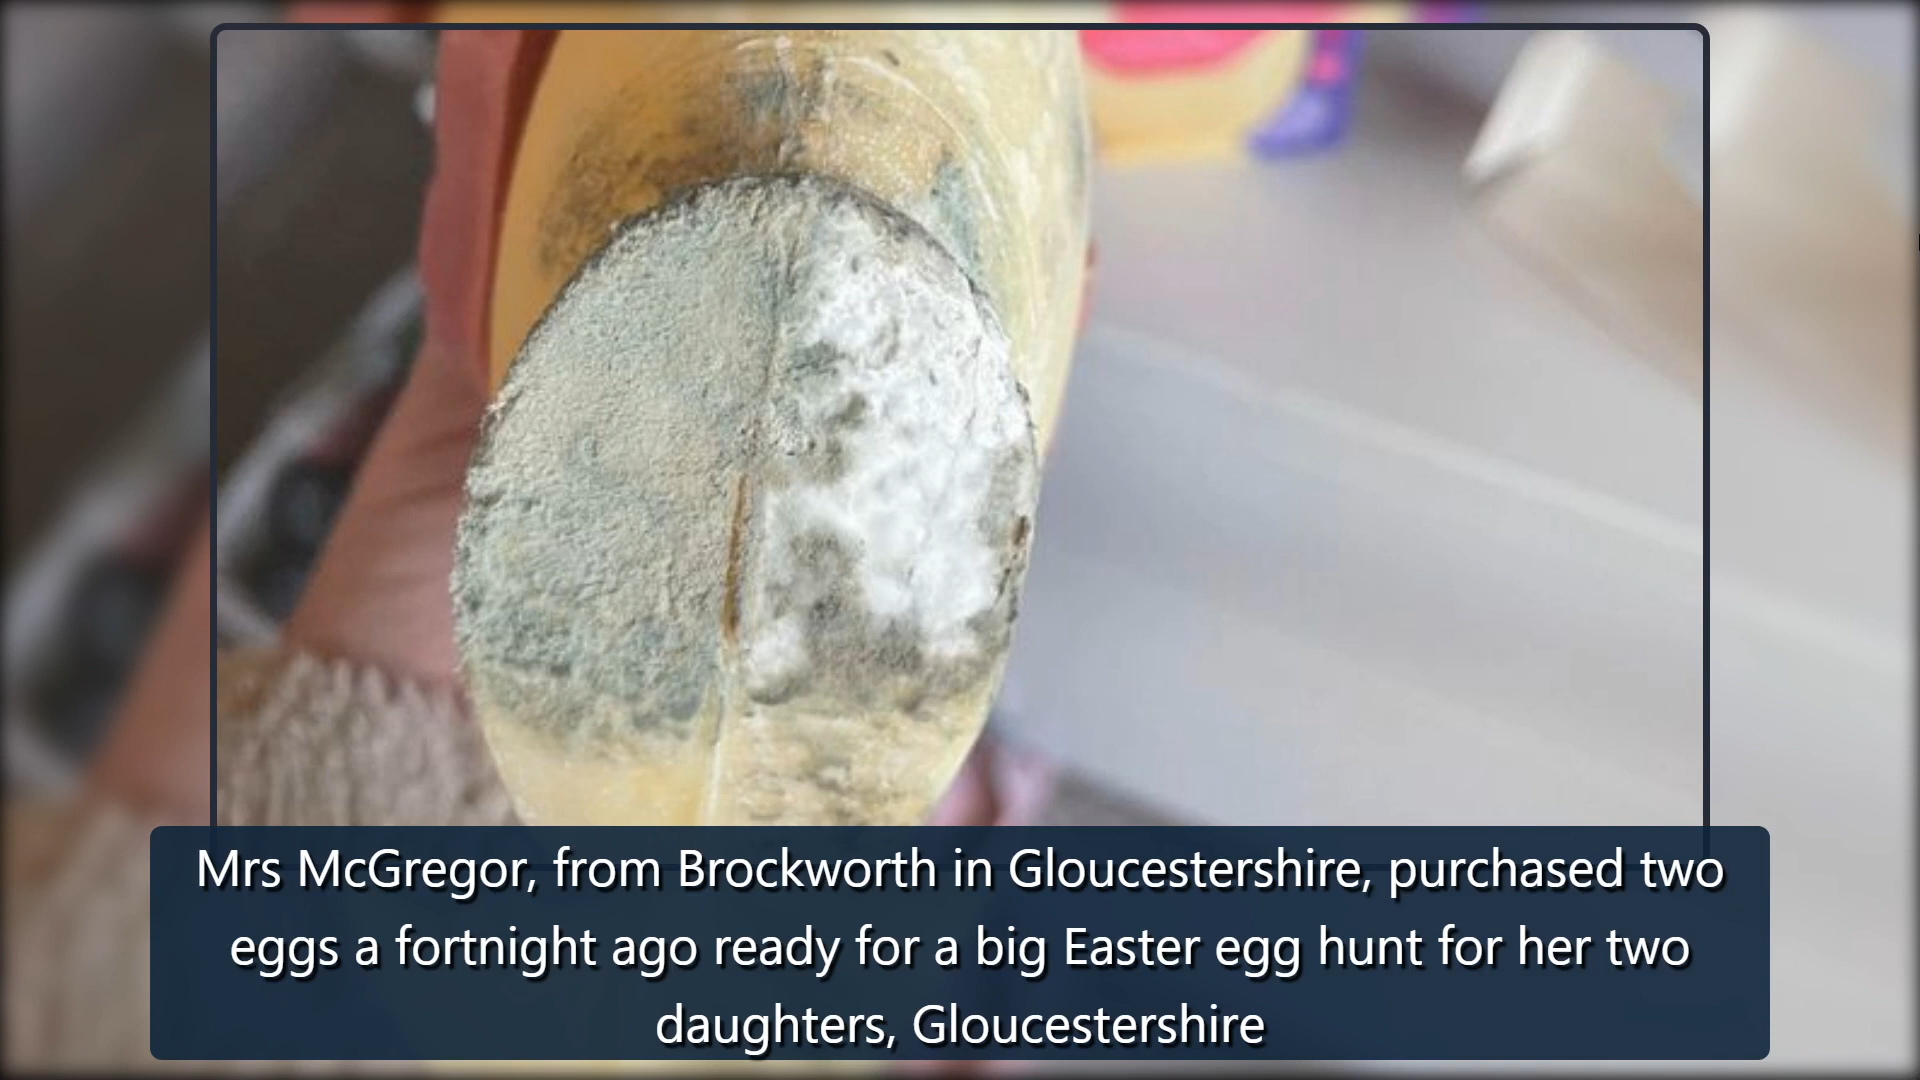 Mrs McGregor, from Brockworth in Gloucestershire, purchased two
eggs a fortnight ago ready for a big Easter egg hunt for her two
daughters, Gloucestershire